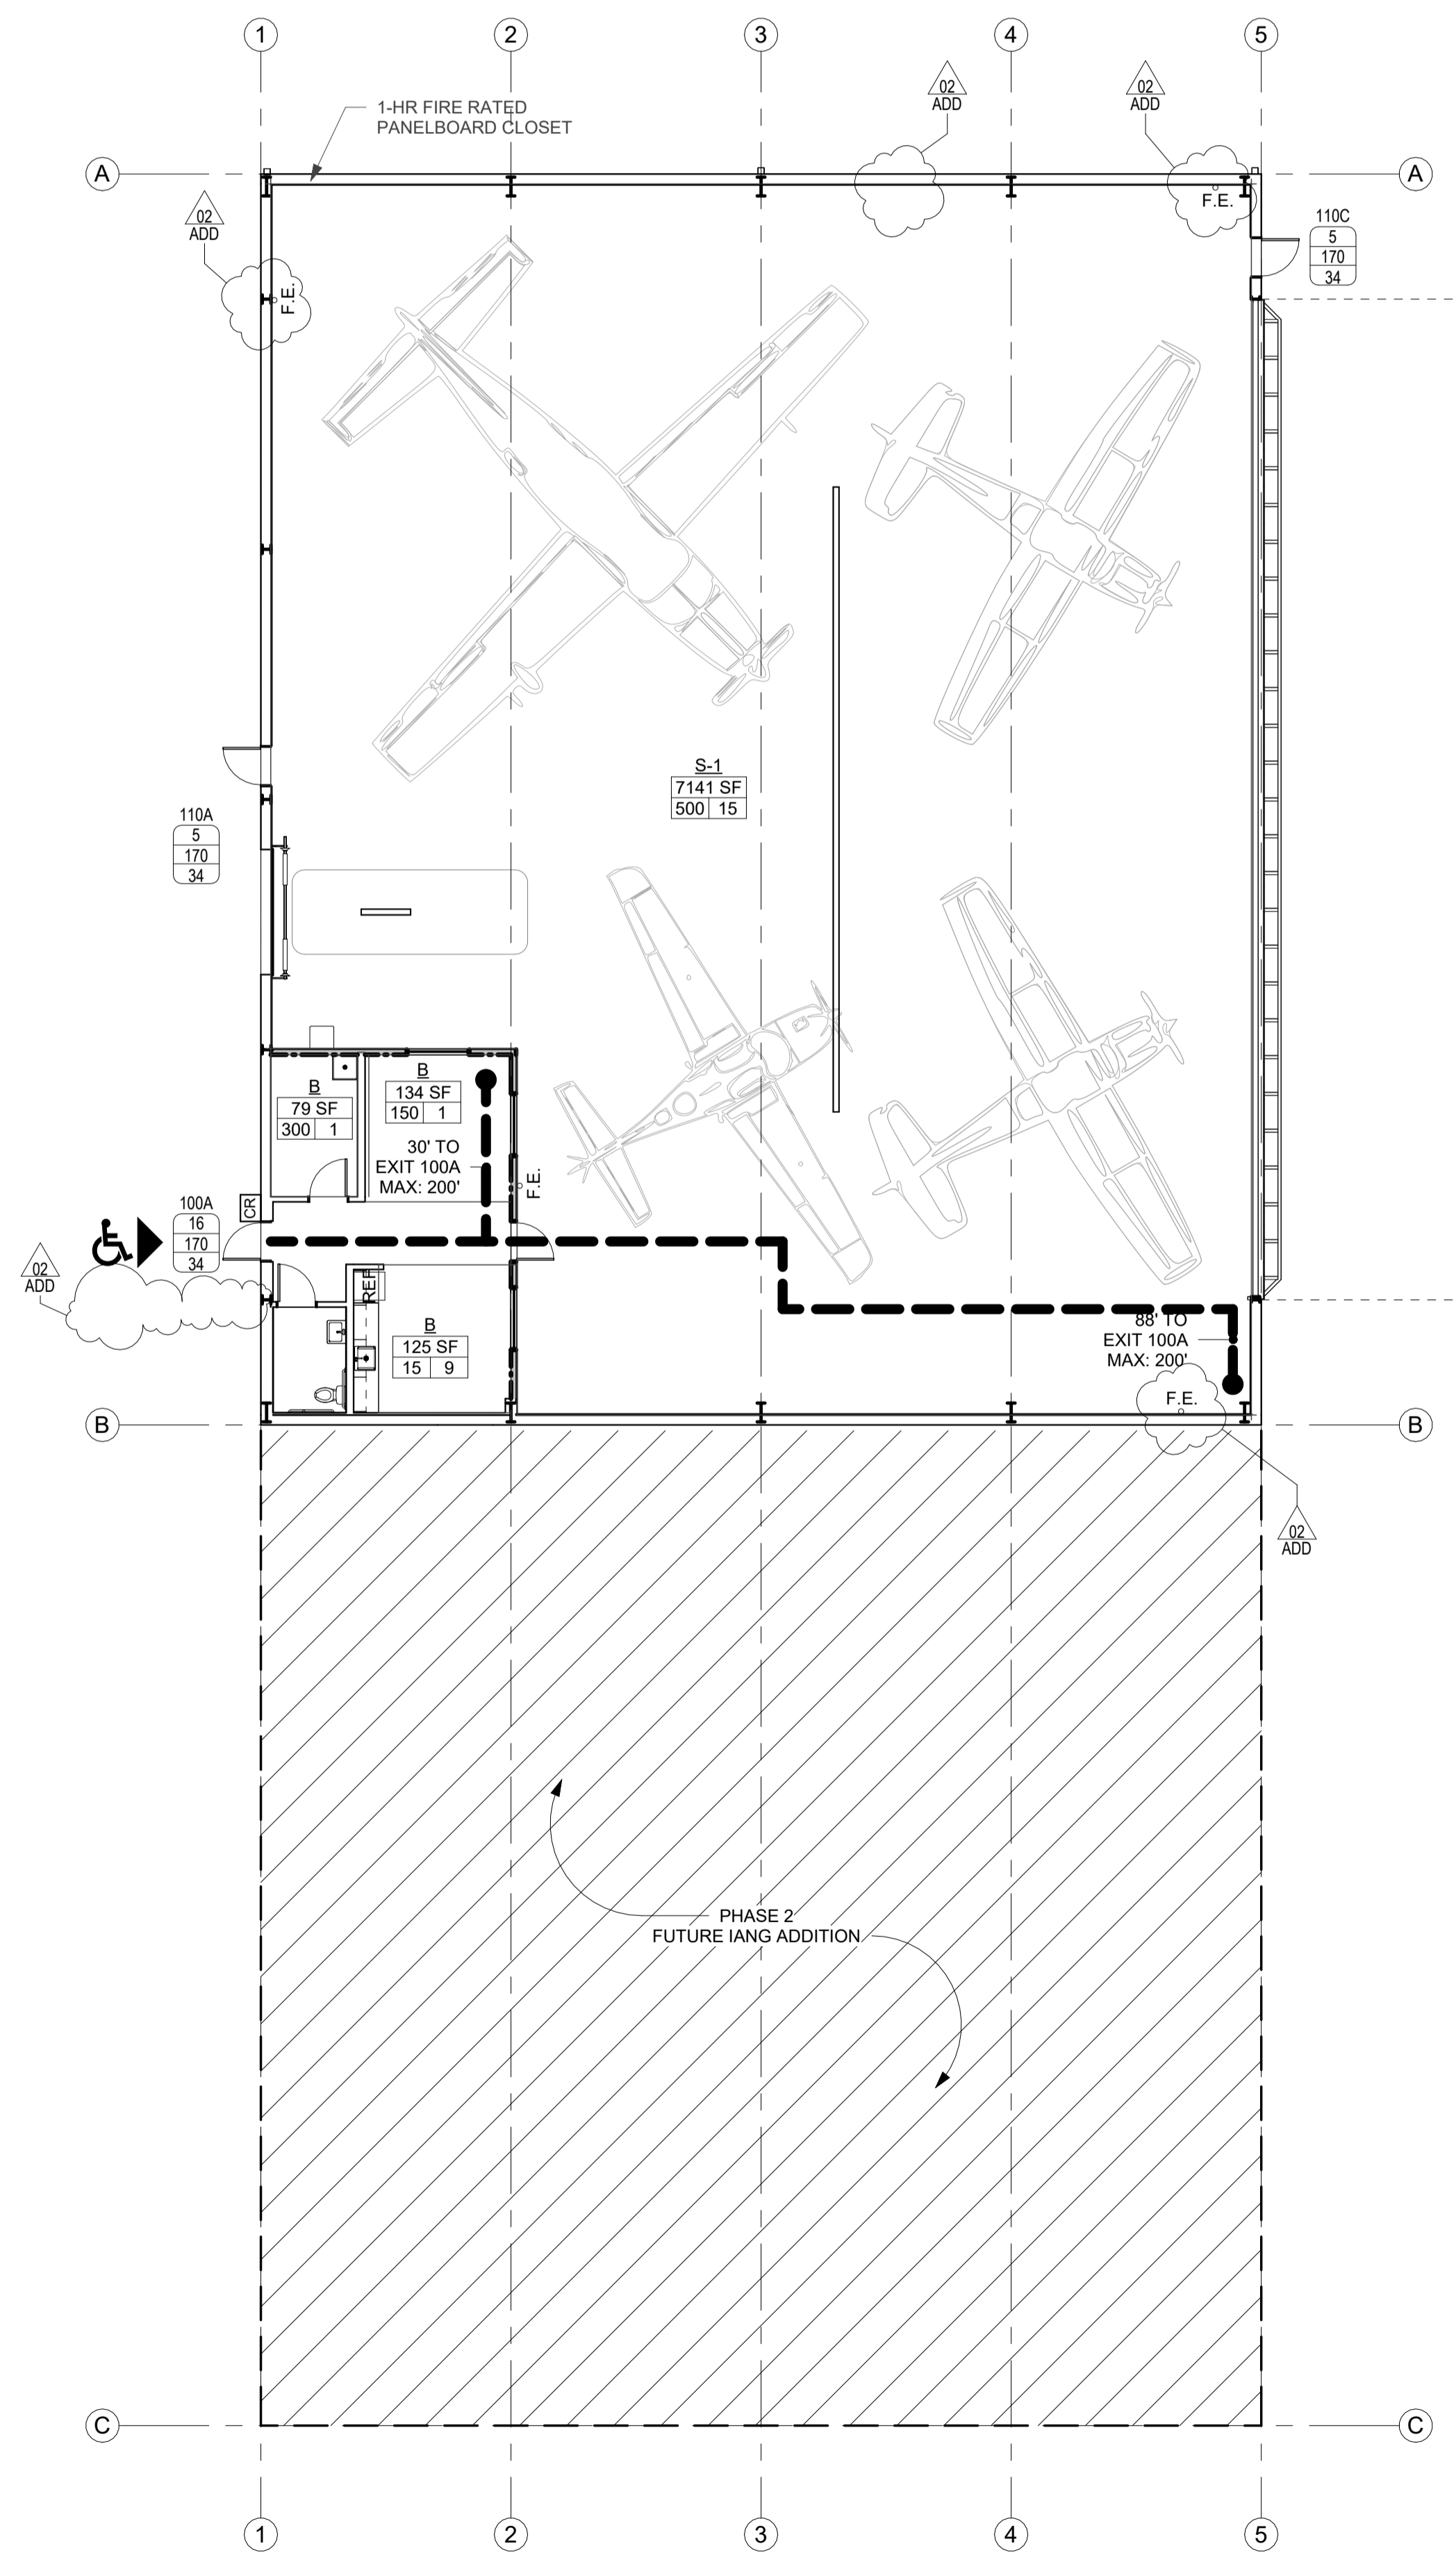 1
2
3
4
5
02
ADD
02
ADD
1-HR FIRE RATED
PANELBOARD CLOSET
A
A
02
ADD
F.E.
F.E.
110C
5
170
34
S-1
7141 SF
500 15
110A
5
170
34
B
134 SF
150 1
B
79 SF
300 1
30' TO
EXIT 100A
MAX: 200'
F.E.
CR
100A
16
170
34
02
ADD
REF
B
125 SF
15 9
88' TO
EXIT 100A
MAX: 200'
F.E.
B
B
02
ADD
PHASE 2
FUTURE IANG ADDITION
C
C
1
2
3
4
5